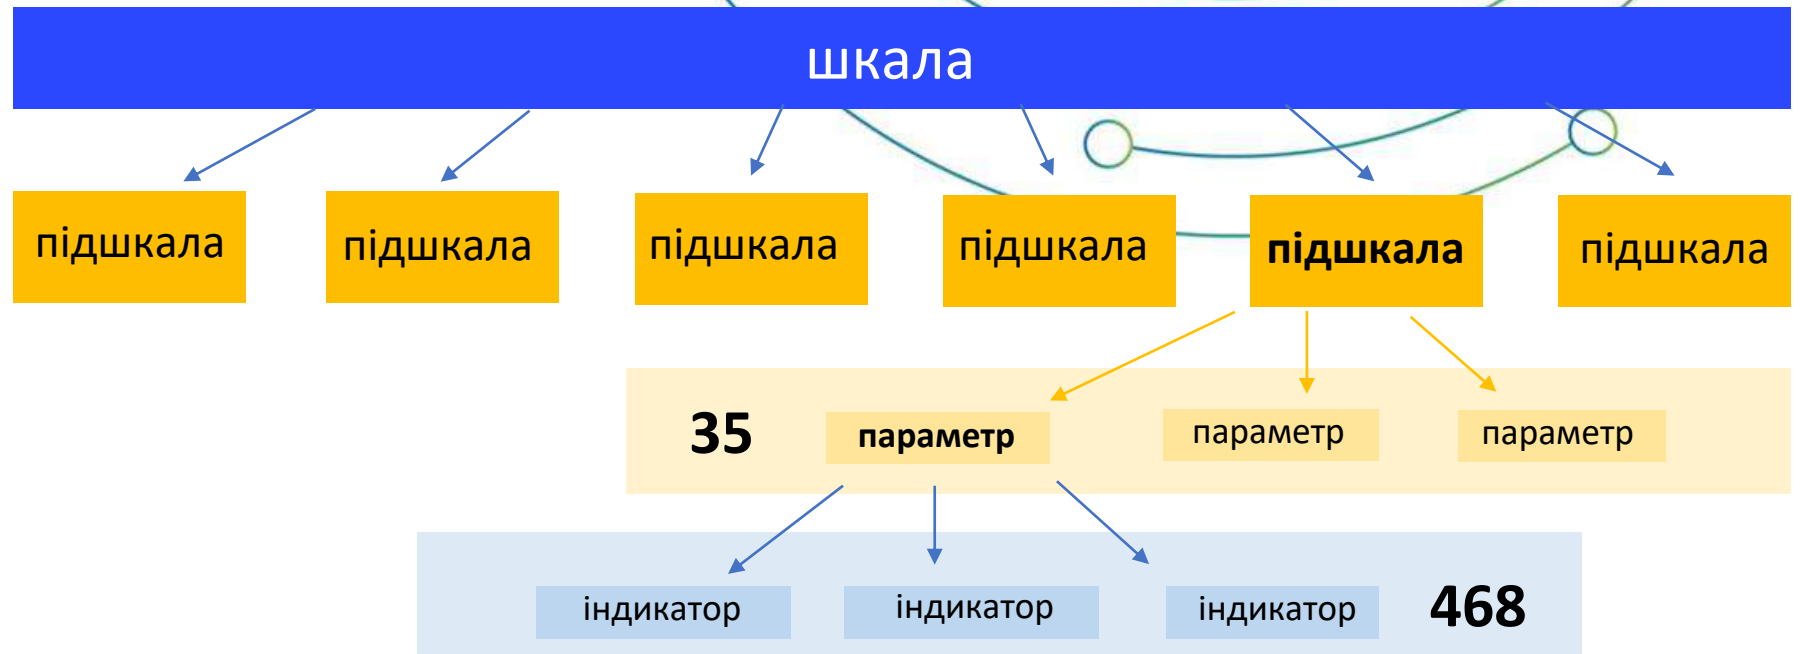 шкала
підшкала
підшкала
підшкала
підшкала
підшкала
підшкала
35
параметр
параметр
параметр
індикатор
індикатор
індикатор
468